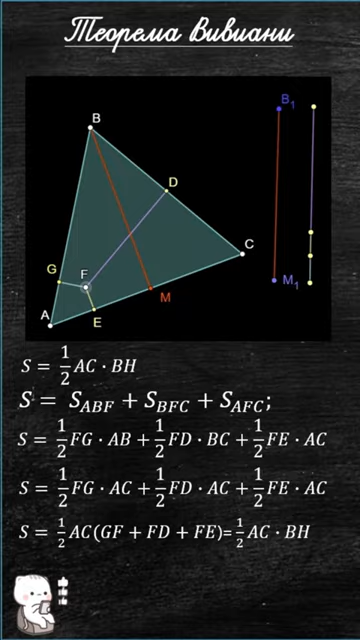 Теорема Вивиани
B
B₁
D
C
G
F
A
E
M
M₁
S = 1/2 AC · BH
S = S_ABF + S_BFC + S_AFC;
S = 1/2 FG · AB + 1/2 FD · BC + 1/2 FE · AC
S = 1/2 FG · AC + 1/2 FD · AC + 1/2 FE · AC
S = 1/2 AC(GF + FD + FE)= 1/2 AC · BH